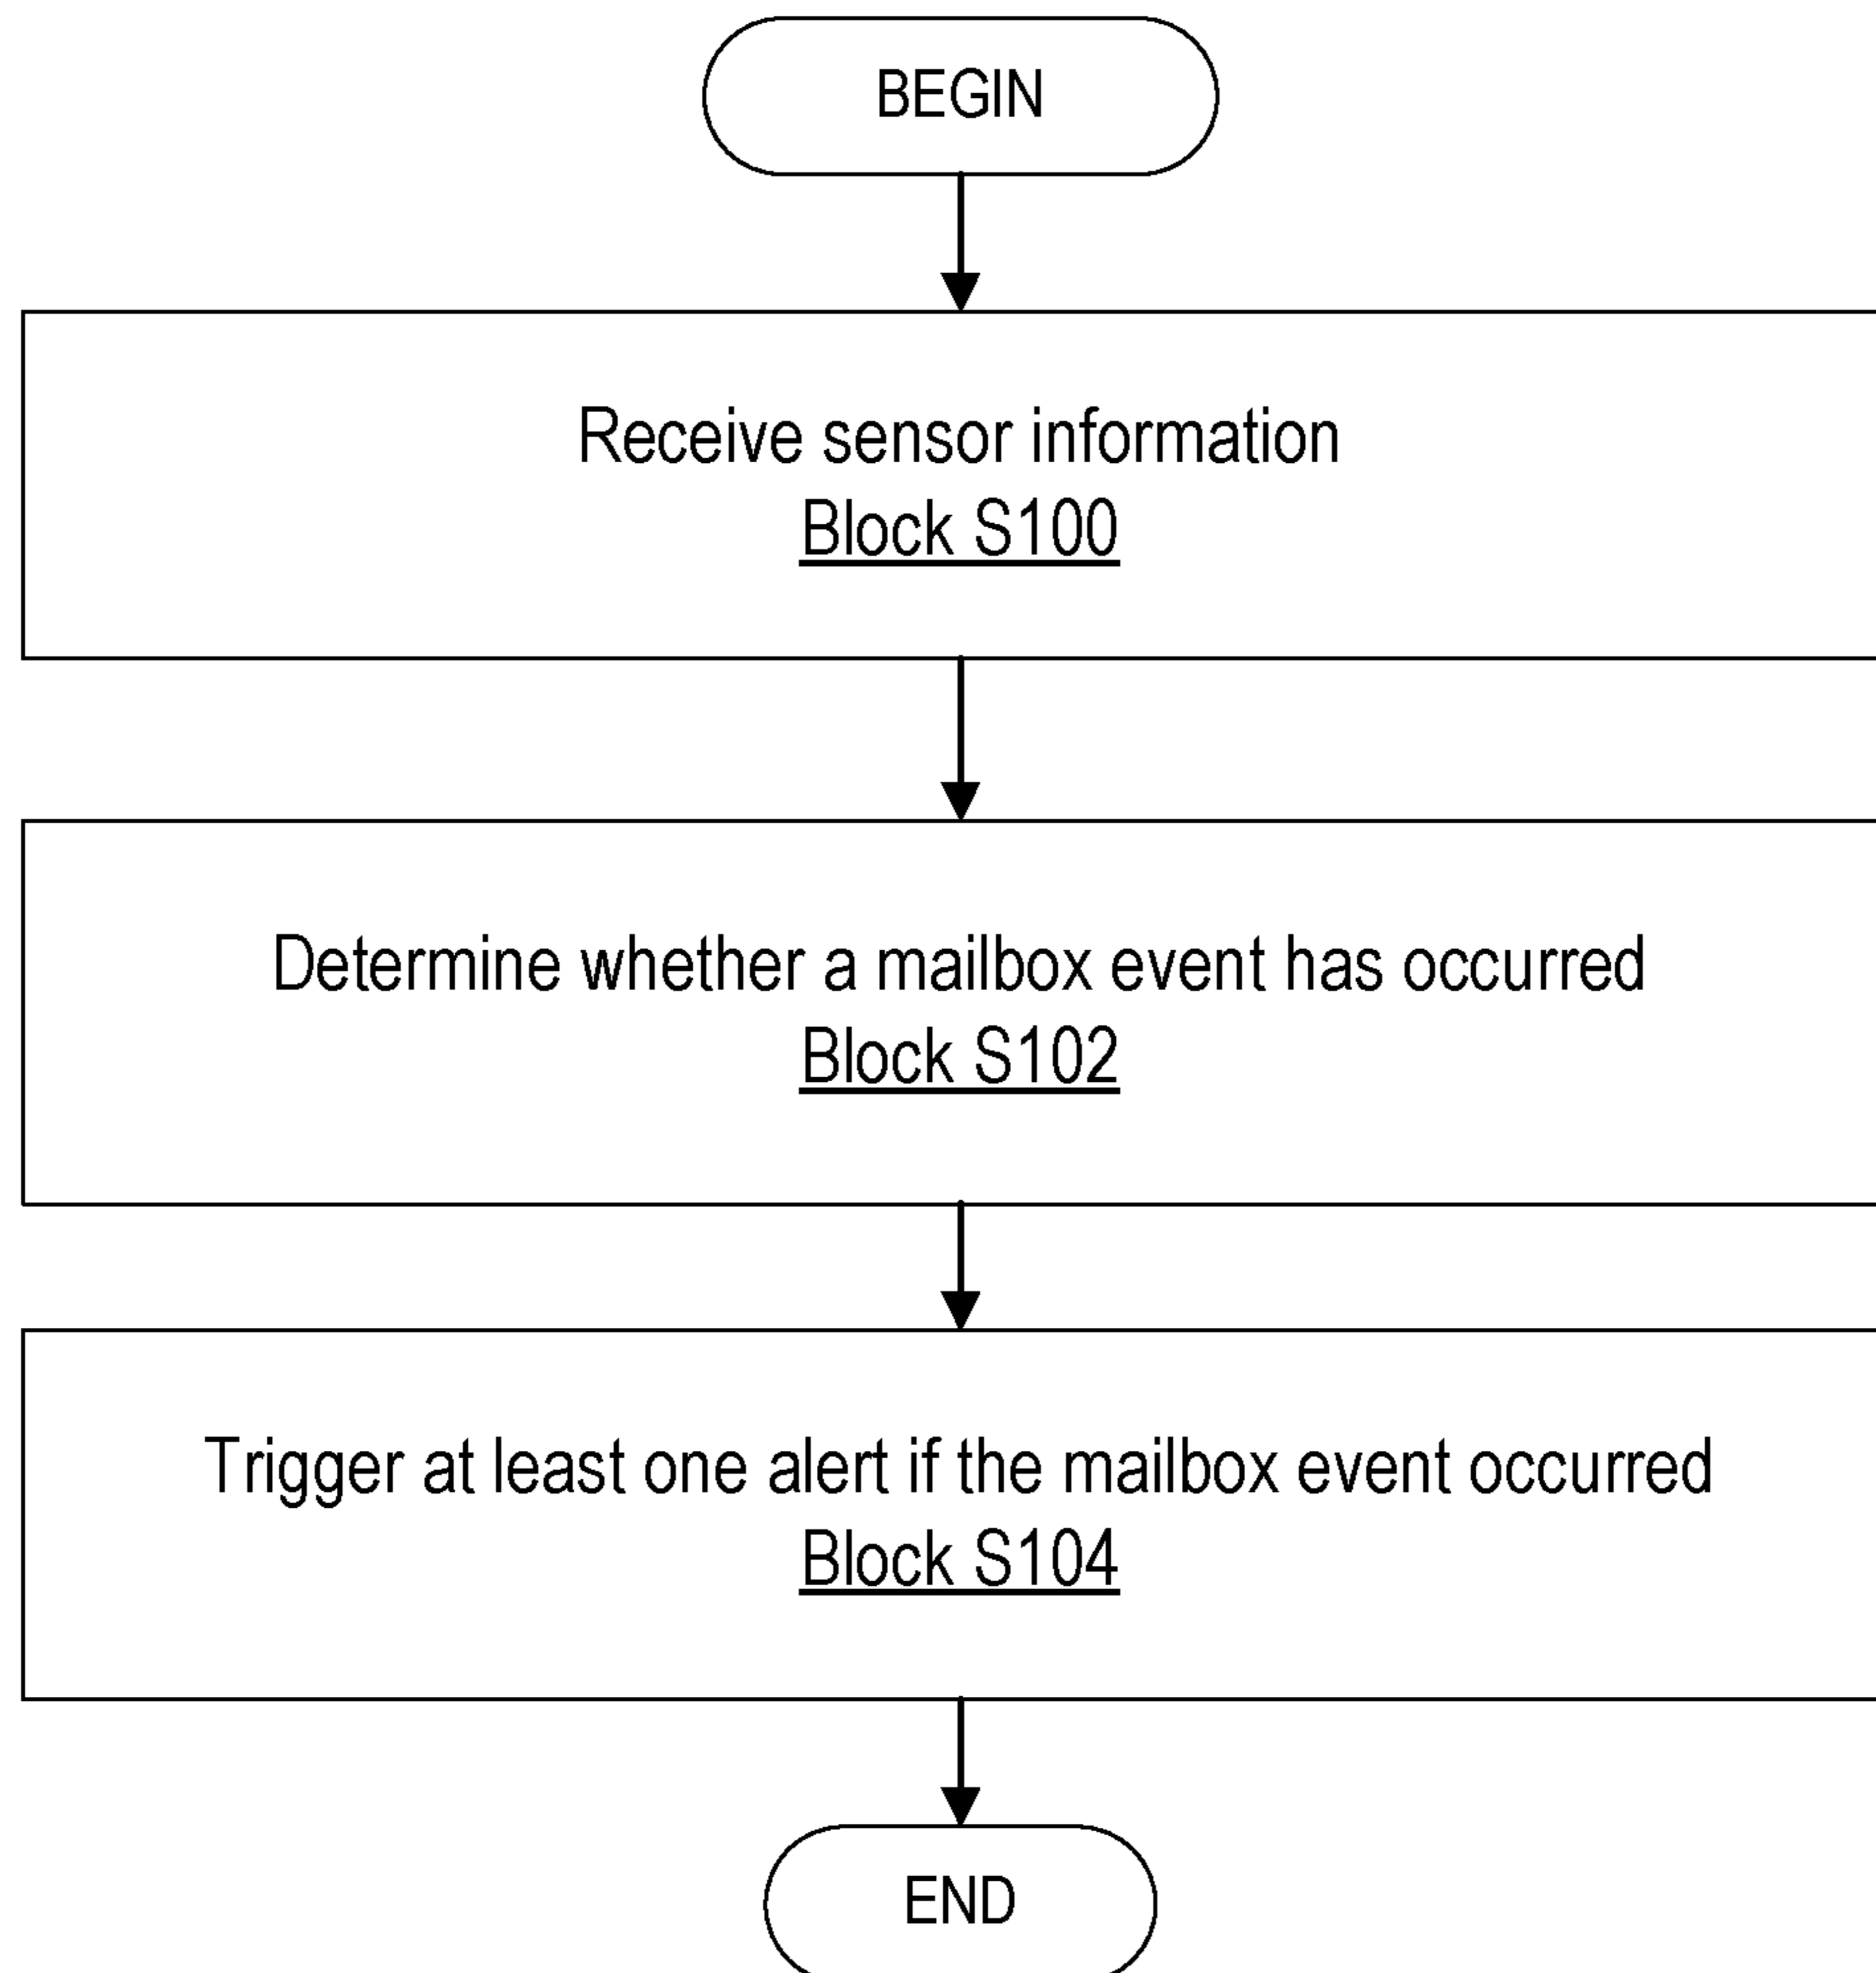 BEGIN
Receive sensor information
Block S100
Determine whether a mailbox event has occurred
Block S102
Trigger at least one alert if the mailbox event occurred
Block S104
END